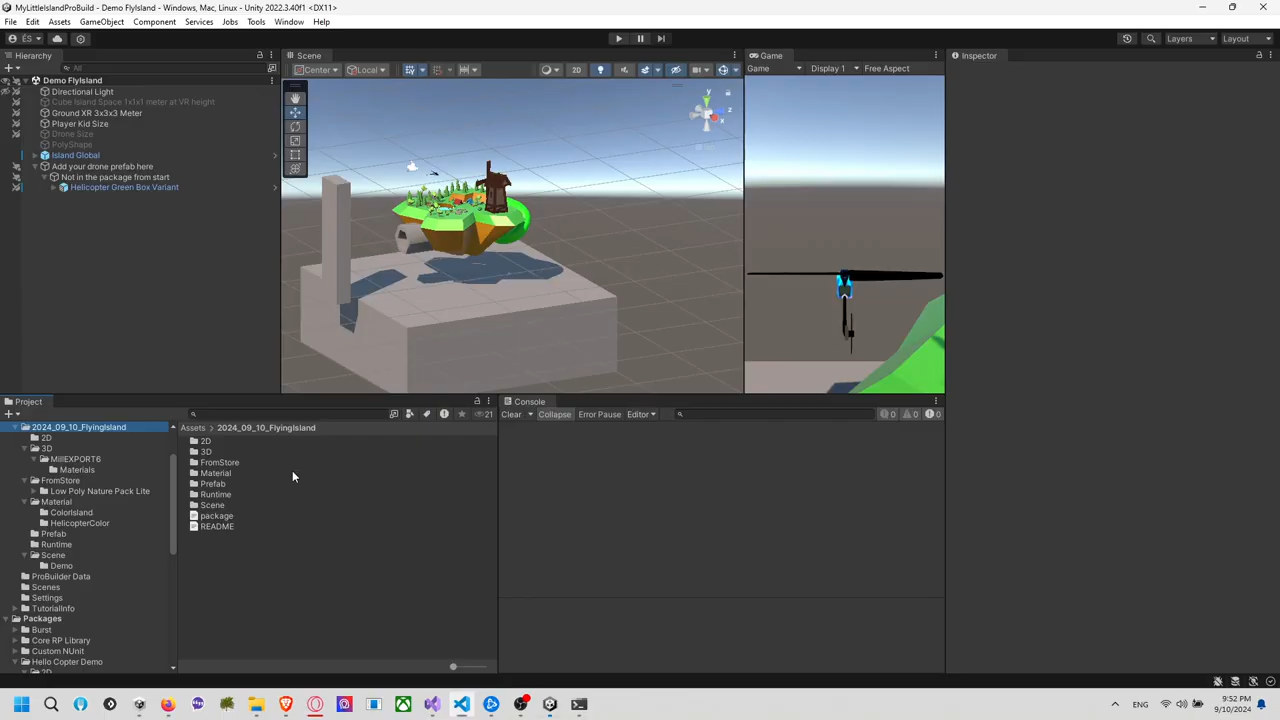 MyLittleIslandProBuild - Demo FlyIsland - Windows, Mac, Linux - Unity 2022.3.40f1 <DX11>
File Edit Assets GameObject Component Services Jobs Tools Window Help
ÉS
Layers Layout
Hierarchy
All
Demo FlyIsland
Directional Light
Cube Island Space 1x1x1 meter at VR height
Ground XR 3x3x3 Meter
Player Kid Size
Drone Size
PolyShape
Island Global
Add your drone prefab here
Not in the package from start
Helicopter Green Box Variant
Scene
Center Local
2D
y
z
x
Game
Game Display 1 Free Aspect
Inspector
Project
21
2024_09_10_FlyingIsland
2D
3D
MillEXPORT6
Materials
FromStore
Low Poly Nature Pack Lite
Material
ColorIsland
HelicopterColor
Prefab
Runtime
Scene
Demo
ProBuilder Data
Scenes
Settings
TutorialInfo
Packages
Burst
Core RP Library
Custom NUnit
Hello Copter Demo
2D
Assets > 2024_09_10_FlyingIsland
2D
3D
FromStore
Material
Prefab
Runtime
Scene
package
README
Console
Clear Collapse Error Pause Editor
0 0 0
ENG
9:52 PM
9/10/2024